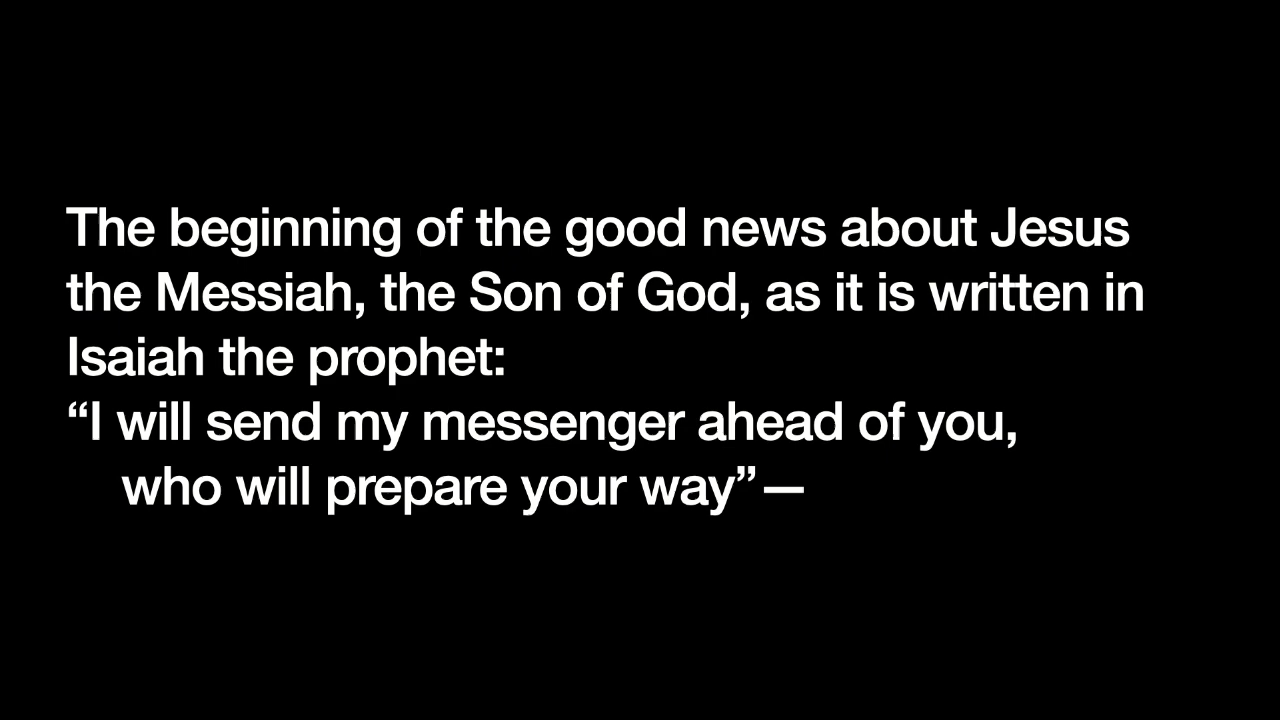 The beginning of the good news about Jesus
the Messiah, the Son of God, as it is written in
Isaiah the prophet:
“I will send my messenger ahead of you,
who will prepare your way”—